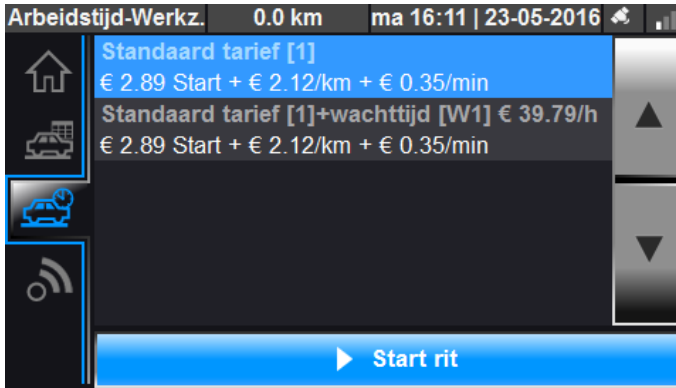 Arbeidstijd-Werkz. 0.0 km ma 16:11 | 23-05-2016
Standaard tarief [1]
€ 2.89 Start + € 2.12/km + € 0.35/min
Standaard tarief [1]+wachttijd [W1] € 39.79/h
€ 2.89 Start + € 2.12/km + € 0.35/min
Start rit